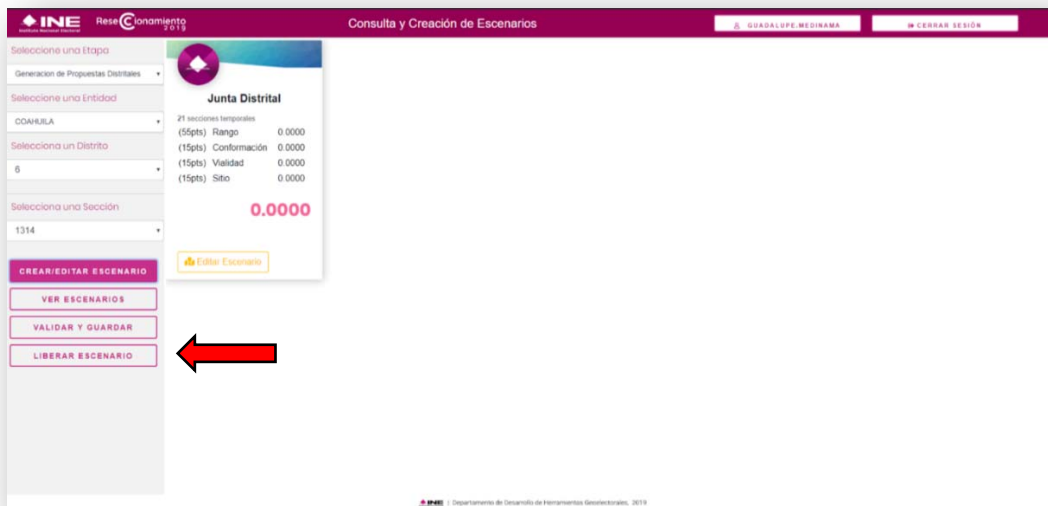 INE
Instituto Nacional Electoral
ReseCcionamiento
2019
Consulta y Creación de Escenarios
GUADALUPE.MEDINAMA
CERRAR SESIÓN
Seleccione una Etapa
Generacion de Propuestas Distritales
Seleccione una Entidad
COAHUILA
Selecciona un Distrito
6
Selecciona una Sección
1314
CREAR/EDITAR ESCENARIO
VER ESCENARIOS
VALIDAR Y GUARDAR
LIBERAR ESCENARIO
Junta Distrital
21 secciones temporales
(55pts) Rango 0.0000
(15pts) Conformación 0.0000
(15pts) Vialidad 0.0000
(15pts) Sitio 0.0000
0.0000
Editar Escenario
INE | Departamento de Desarrollo de Herramientas Geoelectorales, 2019